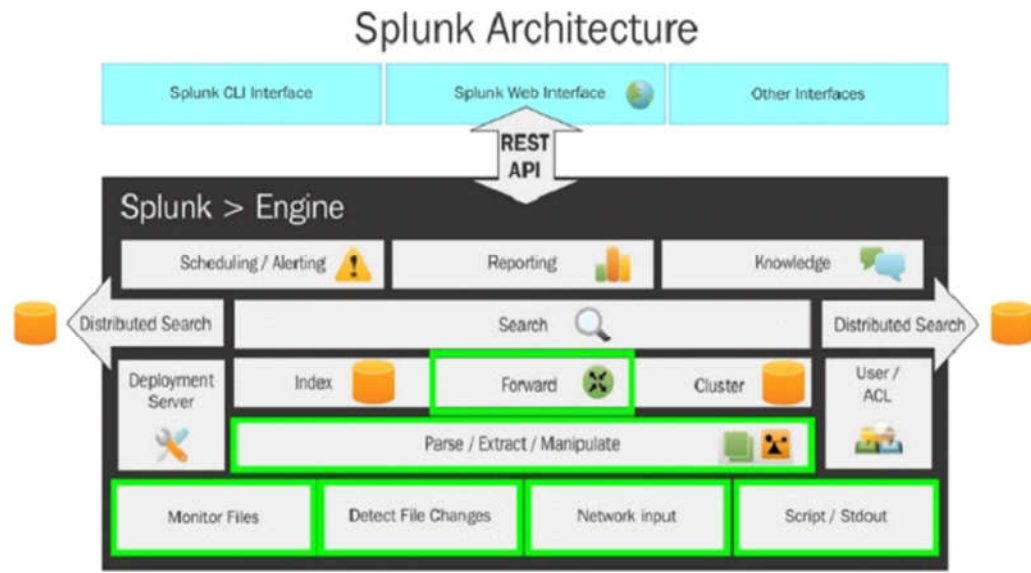 Splunk Architecture
Splunk CLI Interface
Splunk Web Interface
Other Interfaces
REST
API
Splunk > Engine
Scheduling / Alerting
Reporting
Knowledge
Distributed Search
Search
Distributed Search
Deployment
Server
Index
Forward
Cluster
User /
ACL
Parse / Extract / Manipulate
Monitor Files
Detect File Changes
Network input
Script / Stdout